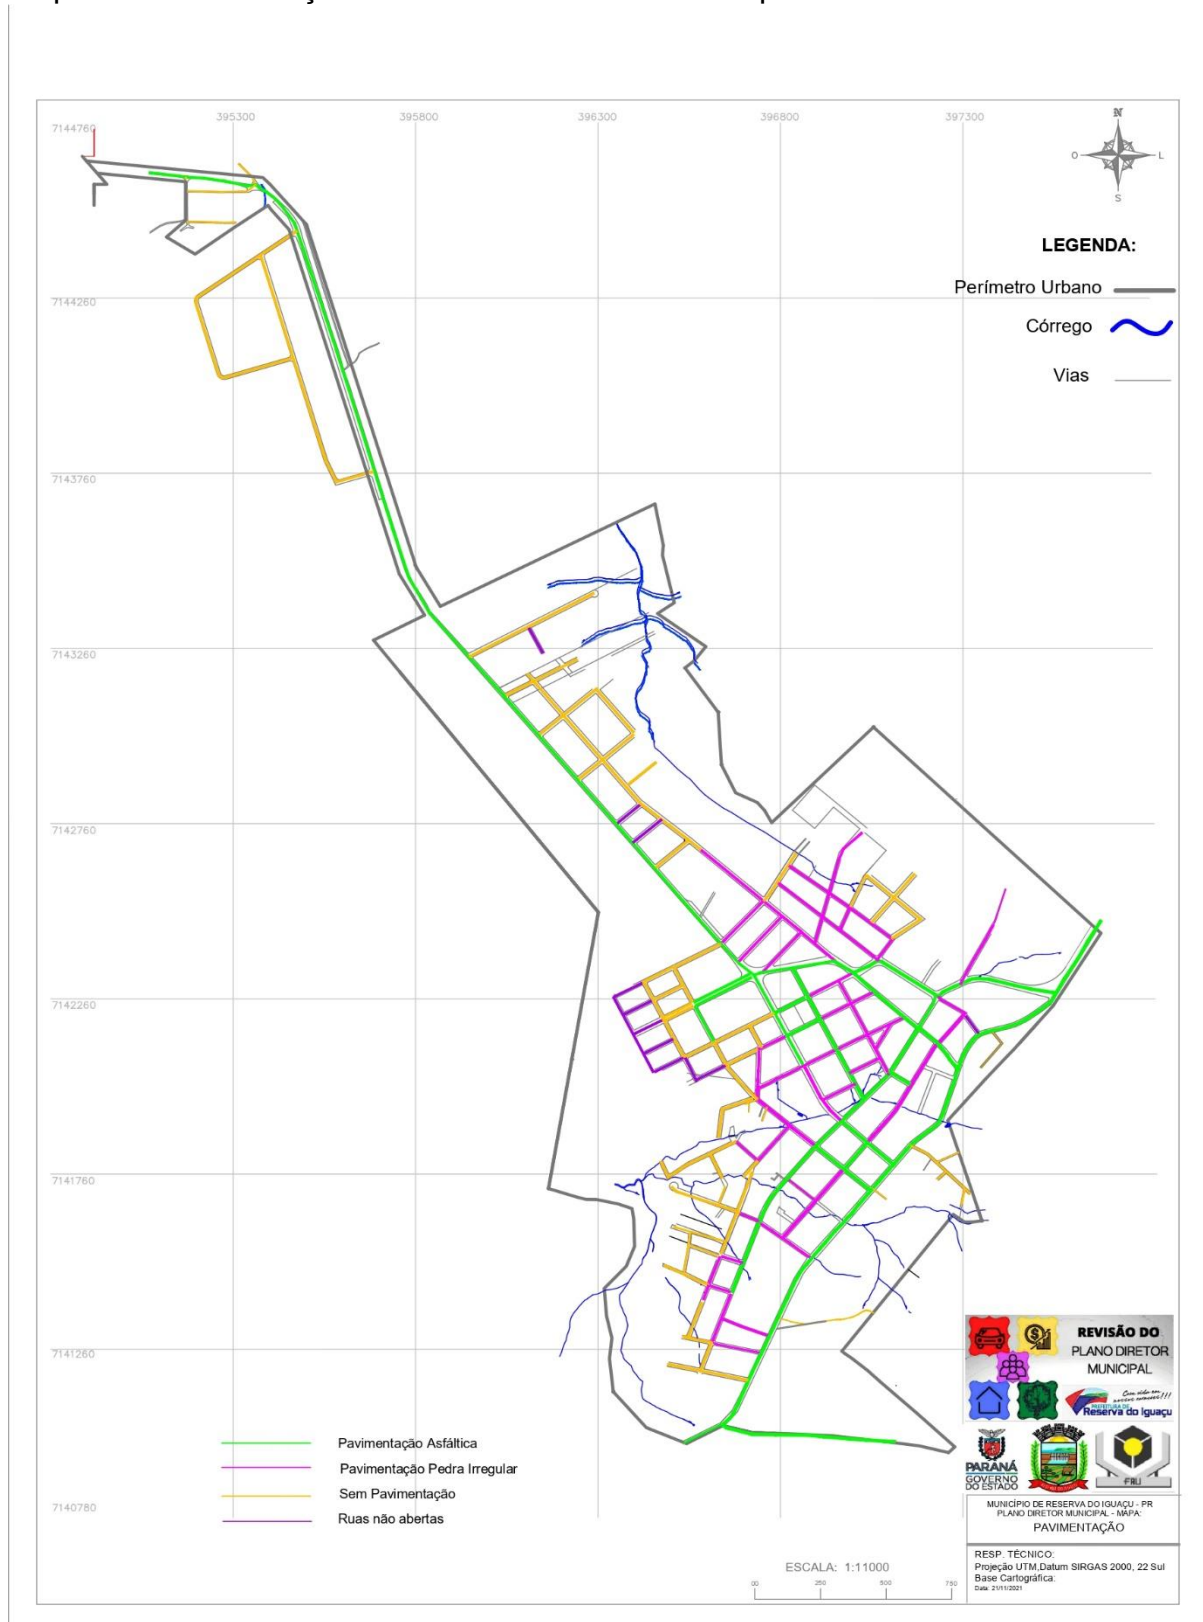 395300 395800 396300 396800 397300
7144760
N
O L
S
LEGENDA:
Perímetro Urbano
7144260
Córrego
Vias
7143760
7143260
7142760
7142260
7141760
7141260
REVISÃO DO
PLANO DIRETOR
MUNICIPAL
PREFEITURA DE
Reserva do Iguaçu
PARANÁ
GOVERNO
DO ESTADO
Pavimentação Asfáltica
Pavimentação Pedra Irregular
Sem Pavimentação
Ruas não abertas
7140780
MUNICÍPIO DE RESERVA DO IGUAÇU - PR
PLANO DIRETOR MUNICIPAL - MAPA:
PAVIMENTAÇÃO
RESP. TÉCNICO:
Projeção UTM,Datum SIRGAS 2000, 22 Sul
Base Cartográfica:
Data: 21/11/2021
ESCALA: 1:11000
00 250 500 750